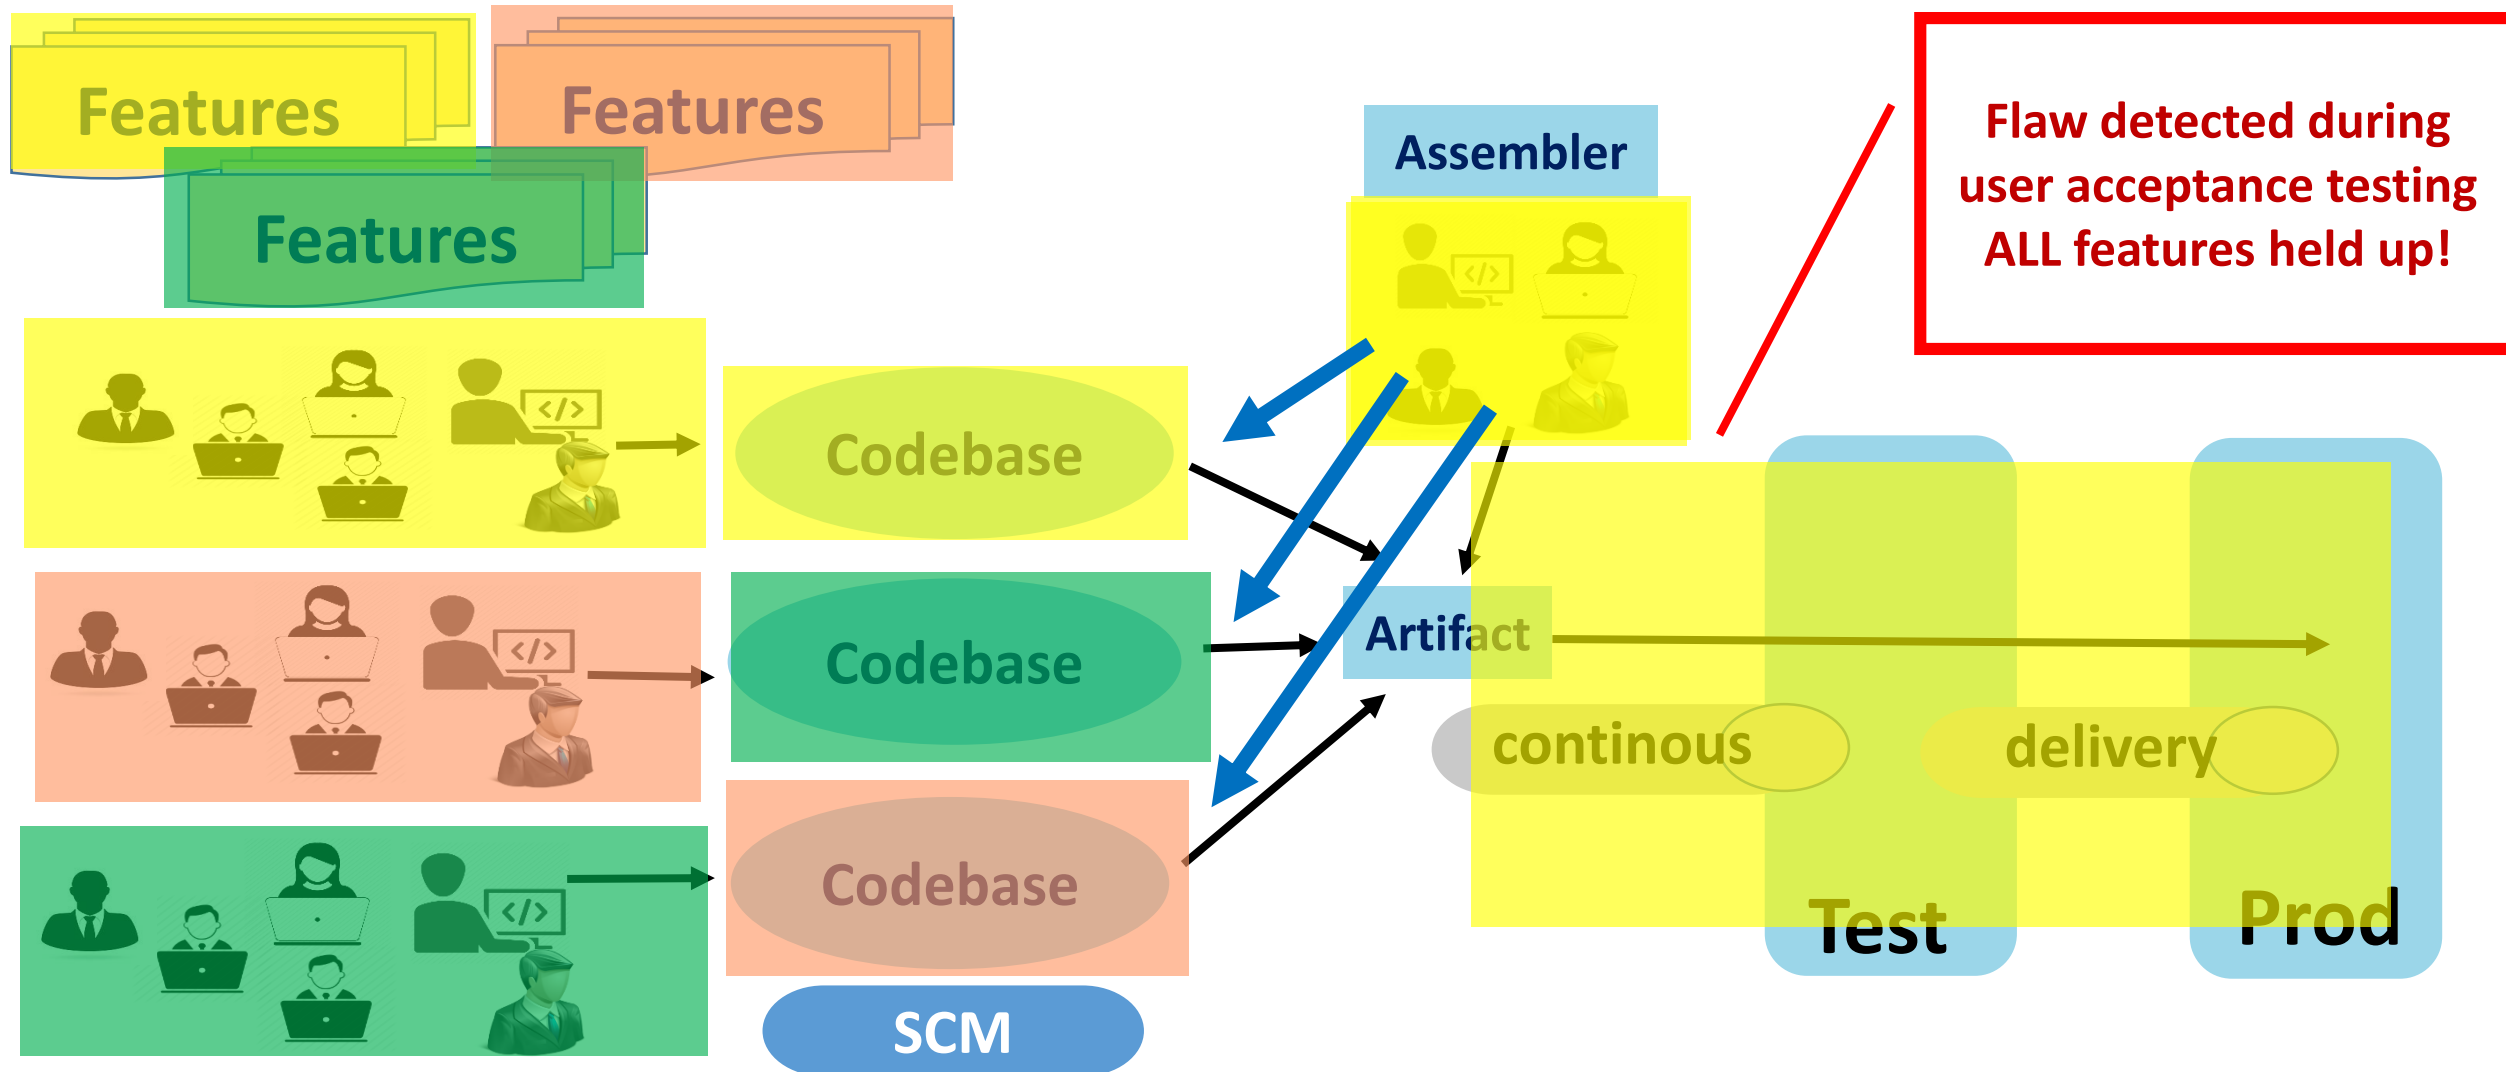 Features
Features
Features
Assembler
Flaw detected during
user acceptance testing
ALL features held up!
Codebase
Codebase
Codebase
Artifact
continous
delivery
Test
Prod
SCM